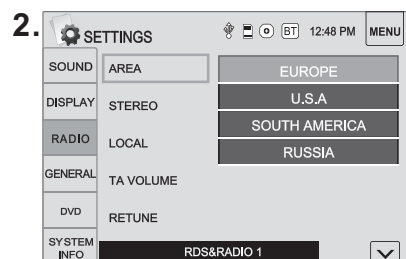 2.
SETTINGS BT 12:48 PM MENU
SOUND
DISPLAY
RADIO
GENERAL
DVD
SYSTEM
INFO
AREA
STEREO
LOCAL
TA VOLUME
RETUNE
EUROPE
U.S.A
SOUTH AMERICA
RUSSIA
RDS&RADIO 1